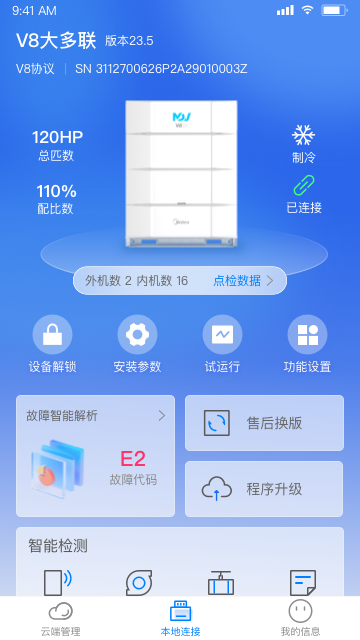 9:41 AM
V8大多联 版本23.5
V8协议 SN 3112700626P2A29010003Z
120HP
总匹数
110%
配比数
MDV
V8
Midea
制冷
已连接
外机数 2 内机数 16 点检数据
设备解锁 安装参数 试运行 功能设置
故障智能解析
E2
故障代码
售后换版
程序升级
智能检测
云端管理 本地连接 我的信息